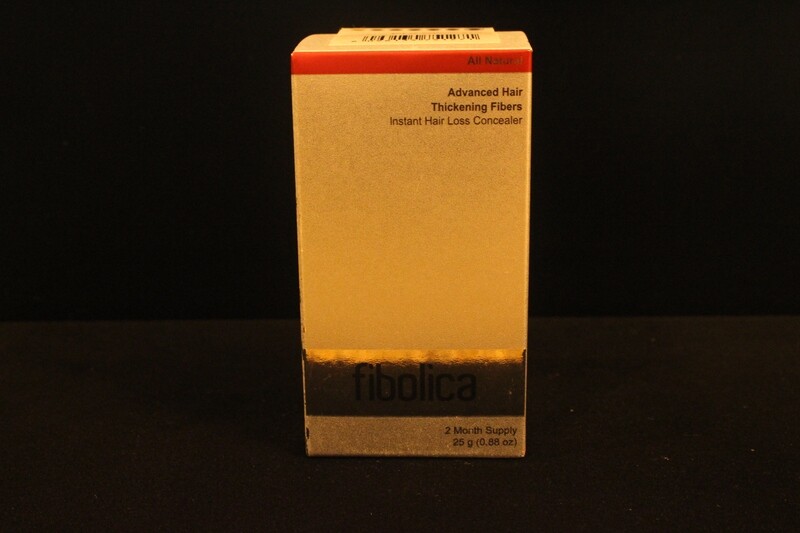 All Natural
Advanced Hair
Thickening Fibers
Instant Hair Loss Concealer
fibolica
2 Month Supply
25 g (0.88 oz)